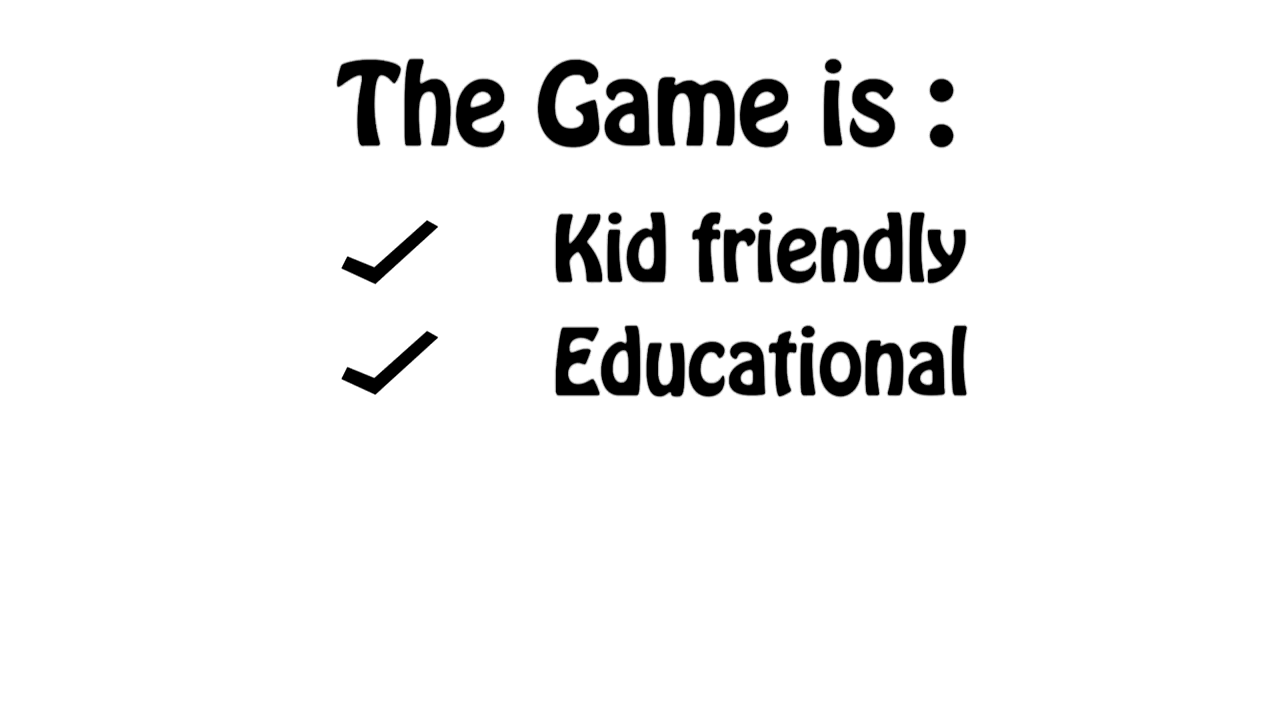 The Game is :
✓ Kid friendly
✓ Educational